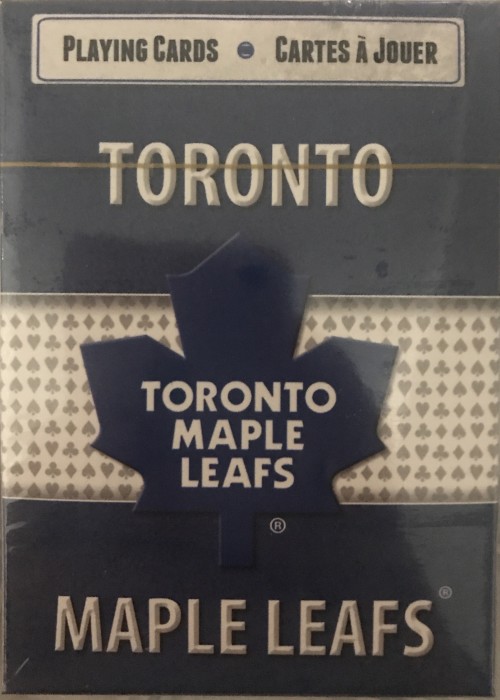 PLAYING CARDS • CARTES À JOUER
TORONTO
TORONTO
MAPLE
LEAFS
®
MAPLE LEAFS®